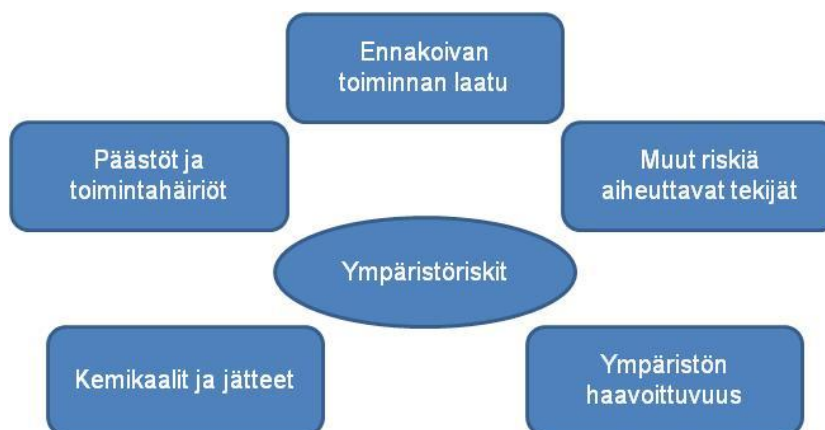 Ennakoivan
toiminnan laatu
Päästöt ja
toimintahäiriöt
Muut riskiä
aiheuttavat tekijät
Ympäristöriskit
Kemikaalit ja jätteet
Ympäristön
haavoittuvuus